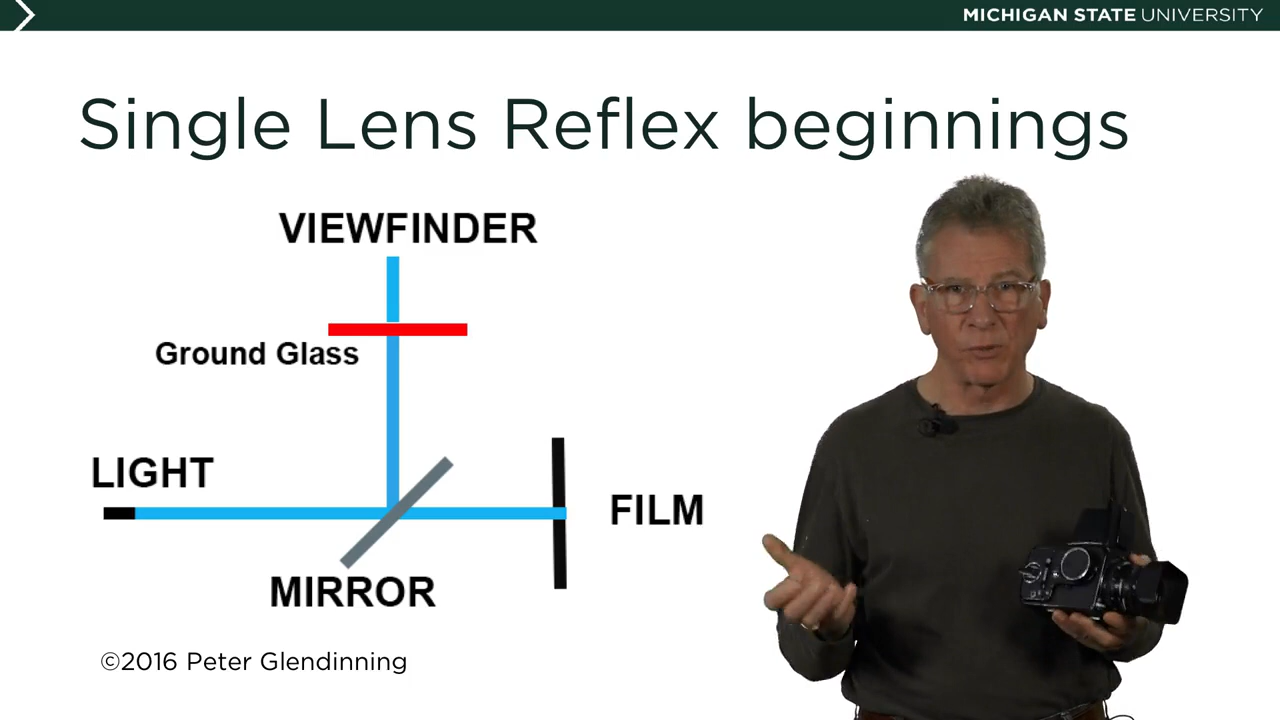 MICHIGAN STATE UNIVERSITY
Single Lens Reflex beginnings
VIEWFINDER
Ground Glass
LIGHT
FILM
MIRROR
©2016 Peter Glendinning